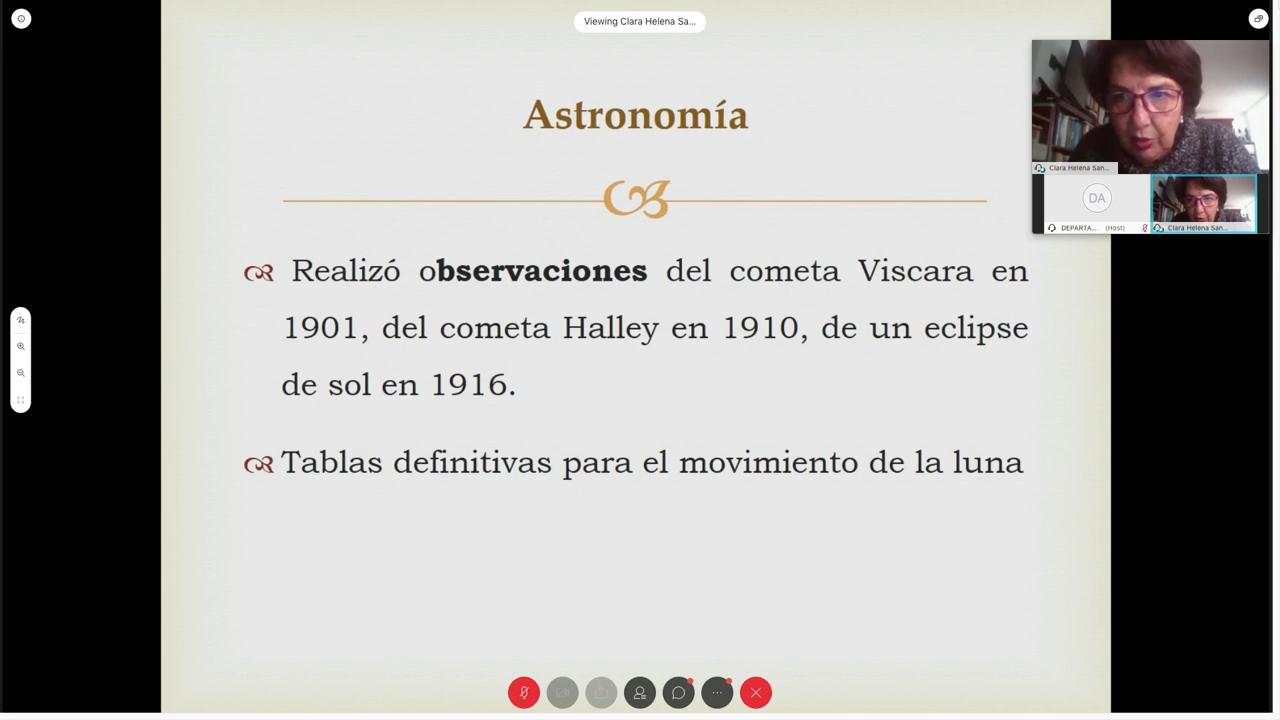 Viewing Clara Helena Sa...
Astronomía
Realizó observaciones del cometa Viscara en
1901, del cometa Halley en 1910, de un eclipse
de sol en 1916.
Tablas definitivas para el movimiento de la luna
Clara Helena San...
DA
DEPARTA... (Host)
Clara Helena San...